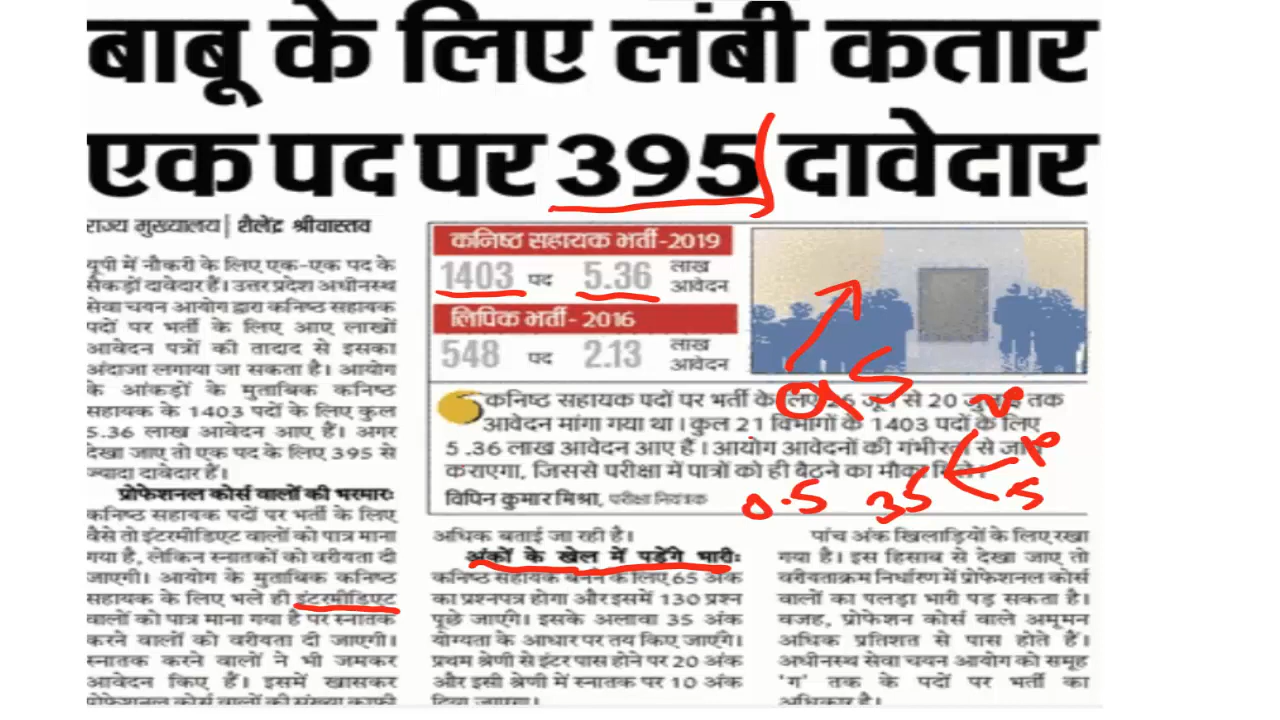 बाबू के लिए लंबी कतार
एक पद पर 395 दावेदार
राज्य मुख्यालय | शैलेंद्र श्रीवास्तव
यूपी में नौकरी के लिए एक-एक पद के
सैकड़ों दावेदार हैं। उत्तर प्रदेश अधीनस्थ
सेवा चयन आयोग द्वारा कनिष्ठ सहायक
पदों पर भर्ती के लिए आए लाखों
आवेदन पत्रों की तादाद से इसका
अंदाजा लगाया जा सकता है। आयोग
के आंकड़ों के मुताबिक कनिष्ठ
सहायक के 1403 पदों के लिए कुल
5.36 लाख आवेदन आए हैं। अगर
देखा जाए तो एक पद के लिए 395 से
ज्यादा दावेदार हैं।
प्रोफेशनल कोर्स वालों की भरमारः
कनिष्ठ सहायक पदों पर भर्ती के लिए
वैसे तो इंटरमीडिएट वालों को पात्र माना
गया है, लेकिन स्नातकों को वरीयता दी
जाएगी। आयोग के मुताबिक कनिष्ठ
सहायक के लिए भले ही इंटरमीडिएट
वालों को पात्र माना गया है पर स्नातक
करने वालों को वरीयता दी जाएगी।
स्नातक करने वालों ने भी जमकर
आवेदन किए हैं। इसमें खासकर
प्रोफेशनल कोर्स वालों की संख्या काफी
कनिष्ठ सहायक भर्ती-2019
1403 पद 5.36 लाख आवेदन
लिपिक भर्ती- 2016
548 पद 2.13 लाख आवेदन
कनिष्ठ सहायक पदों पर भर्ती के लिए 26 जून से 20 जुलाई तक
आवेदन मांगा गया था। कुल 21 विभागों के 1403 पदों के लिए
5.36 लाख आवेदन आए हैं। आयोग आवेदनों की गंभीरता से जांच
कराएगा, जिससे परीक्षा में पात्रों को ही बैठने का मौका मिले।
विपिन कुमार मिश्रा, परीक्षा नियंत्रक
0.5 35 5
अधिक बताई जा रही है।
अंकों के खेल में पड़ेंगे भारीः
कनिष्ठ सहायक बनने के लिए 65 अंक
का प्रश्नपत्र होगा और इसमें 130 प्रश्न
पूछे जाएंगे। इसके अलावा 35 अंक
योग्यता के आधार पर तय किए जाएंगे।
प्रथम श्रेणी से इंटर पास होने पर 20 अंक
और इसी श्रेणी में स्नातक पर 10 अंक
दिया जाएगा।
पांच अंक खिलाड़ियों के लिए रखा
गया है। इस हिसाब से देखा जाए तो
वरीयताक्रम निर्धारण में प्रोफेशनल कोर्स
वालों का पलड़ा भारी पड़ सकता है।
वजह, प्रोफेशन कोर्स वाले अमूमन
अधिक प्रतिशत से पास होते हैं।
अधीनस्थ सेवा चयन आयोग को समूह
'ग' तक के पदों पर भर्ती का
अधिकार है।